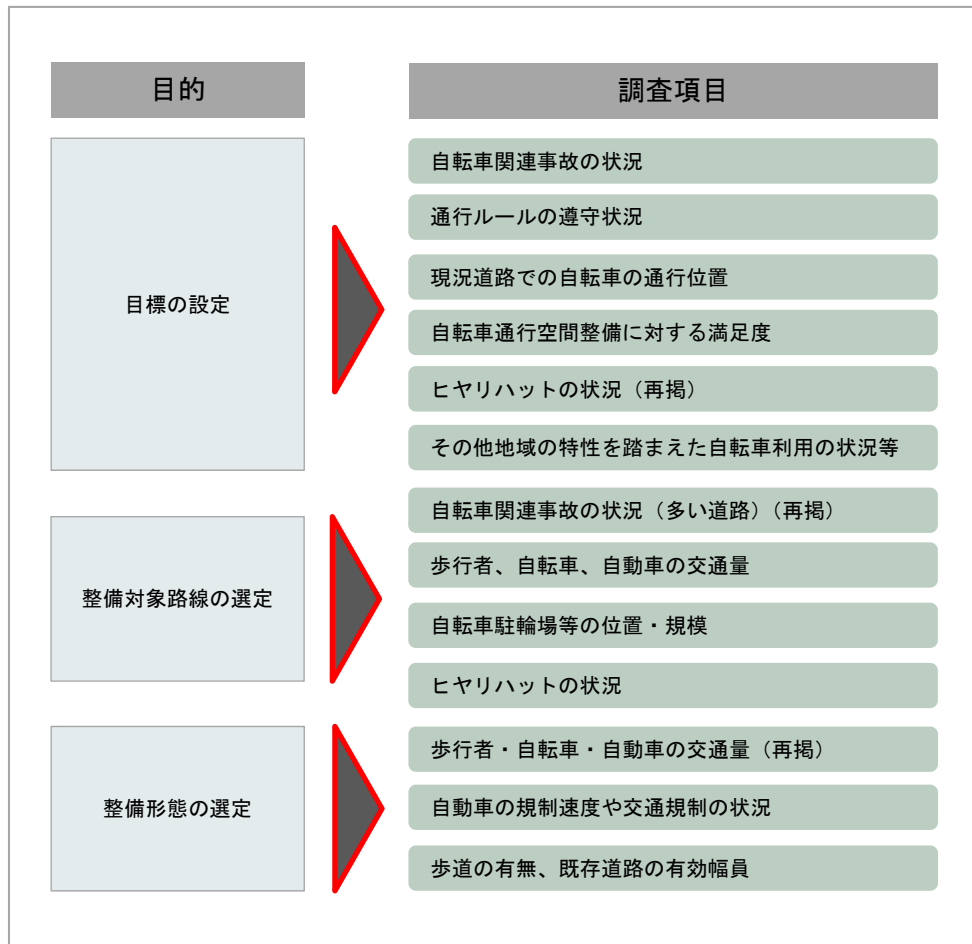 目的
調査項目
目標の設定
自転車関連事故の状況
通行ルールの遵守状況
現況道路での自転車の通行位置
自転車通行空間整備に対する満足度
ヒヤリハットの状況（再掲）
その他地域の特性を踏まえた自転車利用の状況等
整備対象路線の選定
自転車関連事故の状況（多い道路）（再掲）
歩行者、自転車、自動車の交通量
自転車駐輪場等の位置・規模
ヒヤリハットの状況
整備形態の選定
歩行者・自転車・自動車の交通量（再掲）
自動車の規制速度や交通規制の状況
歩道の有無、既存道路の有効幅員